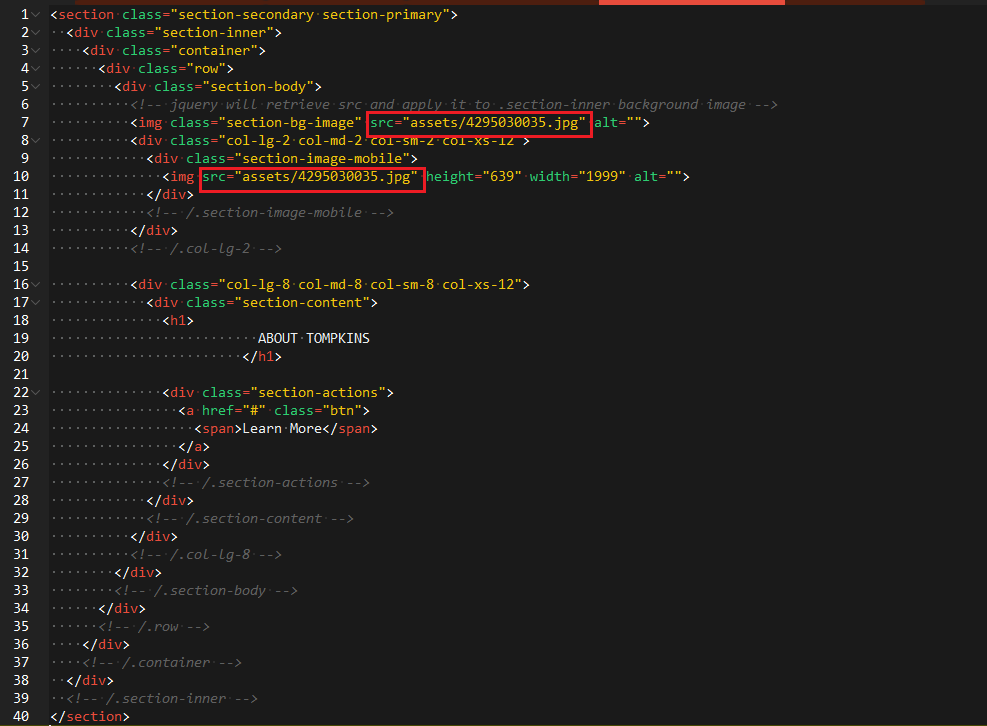 1 <section class="section-secondary section-primary">
2 <div class="section-inner">
3 <div class="container">
4 <div class="row">
5 <div class="section-body">
6 <!-- jquery will retrieve src and apply it to .section-inner background image -->
7 <img class="section-bg-image" src="assets/4295030035.jpg" alt="">
8 <div class="col-lg-2 col-md-2 col-sm-2 col-xs-12">
9 <div class="section-image-mobile">
10 <img src="assets/4295030035.jpg" height="639" width="1999" alt="">
11 </div>
12 <!-- /.section-image-mobile -->
13 </div>
14 <!-- /.col-lg-2 -->
15
16 <div class="col-lg-8 col-md-8 col-sm-8 col-xs-12">
17 <div class="section-content">
18 <h1>
19 ABOUT TOMPKINS
20 </h1>
21
22 <div class="section-actions">
23 <a href="#" class="btn">
24 <span>Learn More</span>
25 </a>
26 </div>
27 <!-- /.section-actions -->
28 </div>
29 <!-- /.section-content -->
30 </div>
31 <!-- /.col-lg-8 -->
32 </div>
33 <!-- /.section-body -->
34 </div>
35 <!-- /.row -->
36 </div>
37 <!-- /.container -->
38 </div>
39 <!-- /.section-inner -->
40 </section>